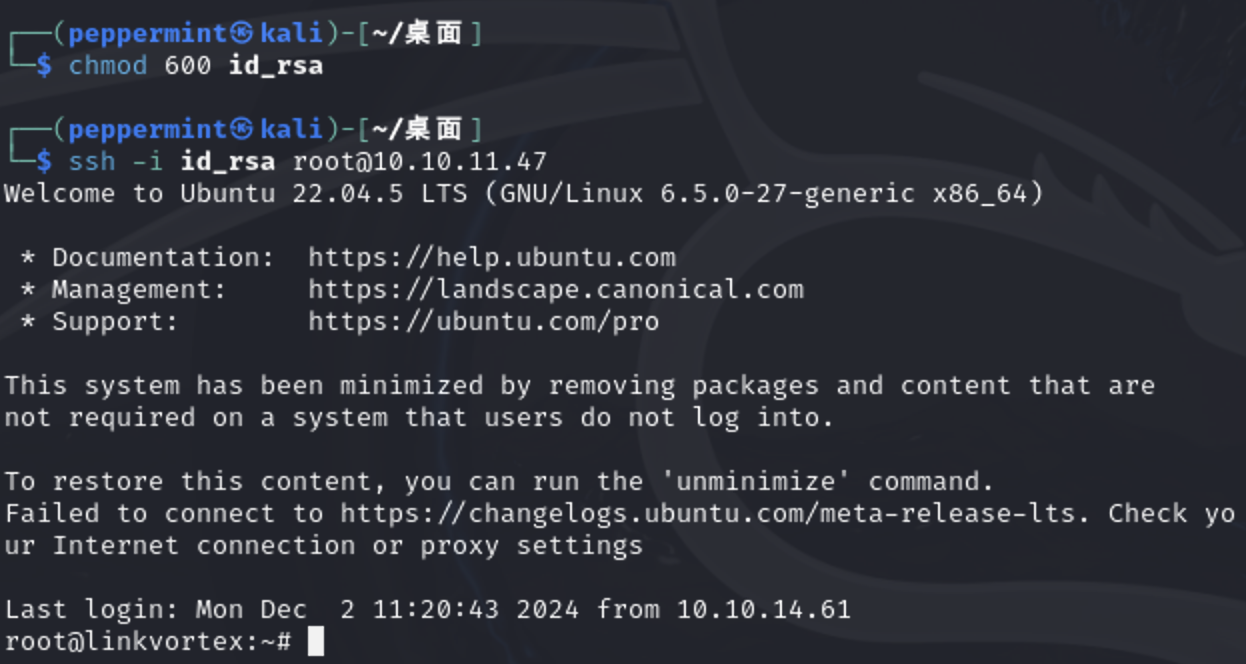 ┌──(peppermint㉿kali)-[~/桌面]
└─$ chmod 600 id_rsa
┌──(peppermint㉿kali)-[~/桌面]
└─$ ssh -i id_rsa root@10.10.11.47
Welcome to Ubuntu 22.04.5 LTS (GNU/Linux 6.5.0-27-generic x86_64)
* Documentation:  https://help.ubuntu.com
* Management:     https://landscape.canonical.com
* Support:        https://ubuntu.com/pro
This system has been minimized by removing packages and content that are
not required on a system that users do not log into.
To restore this content, you can run the 'unminimize' command.
Failed to connect to https://changelogs.ubuntu.com/meta-release-lts. Check yo
ur Internet connection or proxy settings
Last login: Mon Dec  2 11:20:43 2024 from 10.10.14.61
root@linkvortex:~#